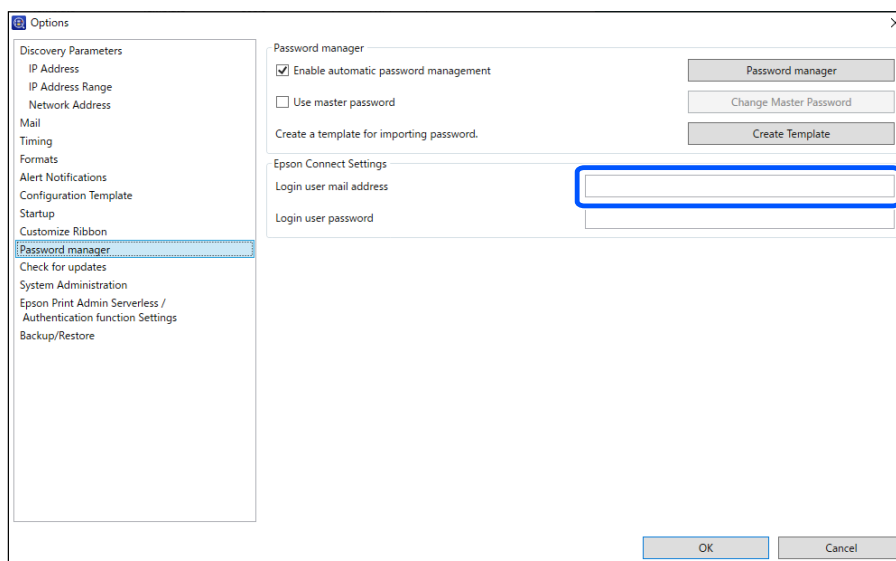 Options
Discovery Parameters
IP Address
IP Address Range
Network Address
Mail
Timing
Formats
Alert Notifications
Configuration Template
Startup
Customize Ribbon
Password manager
Check for updates
System Administration
Epson Print Admin Serverless /
Authentication function Settings
Backup/Restore
Password manager
Enable automatic password management
Password manager
Use master password
Change Master Password
Create a template for importing password.
Create Template
Epson Connect Settings
Login user mail address
Login user password
OK
Cancel